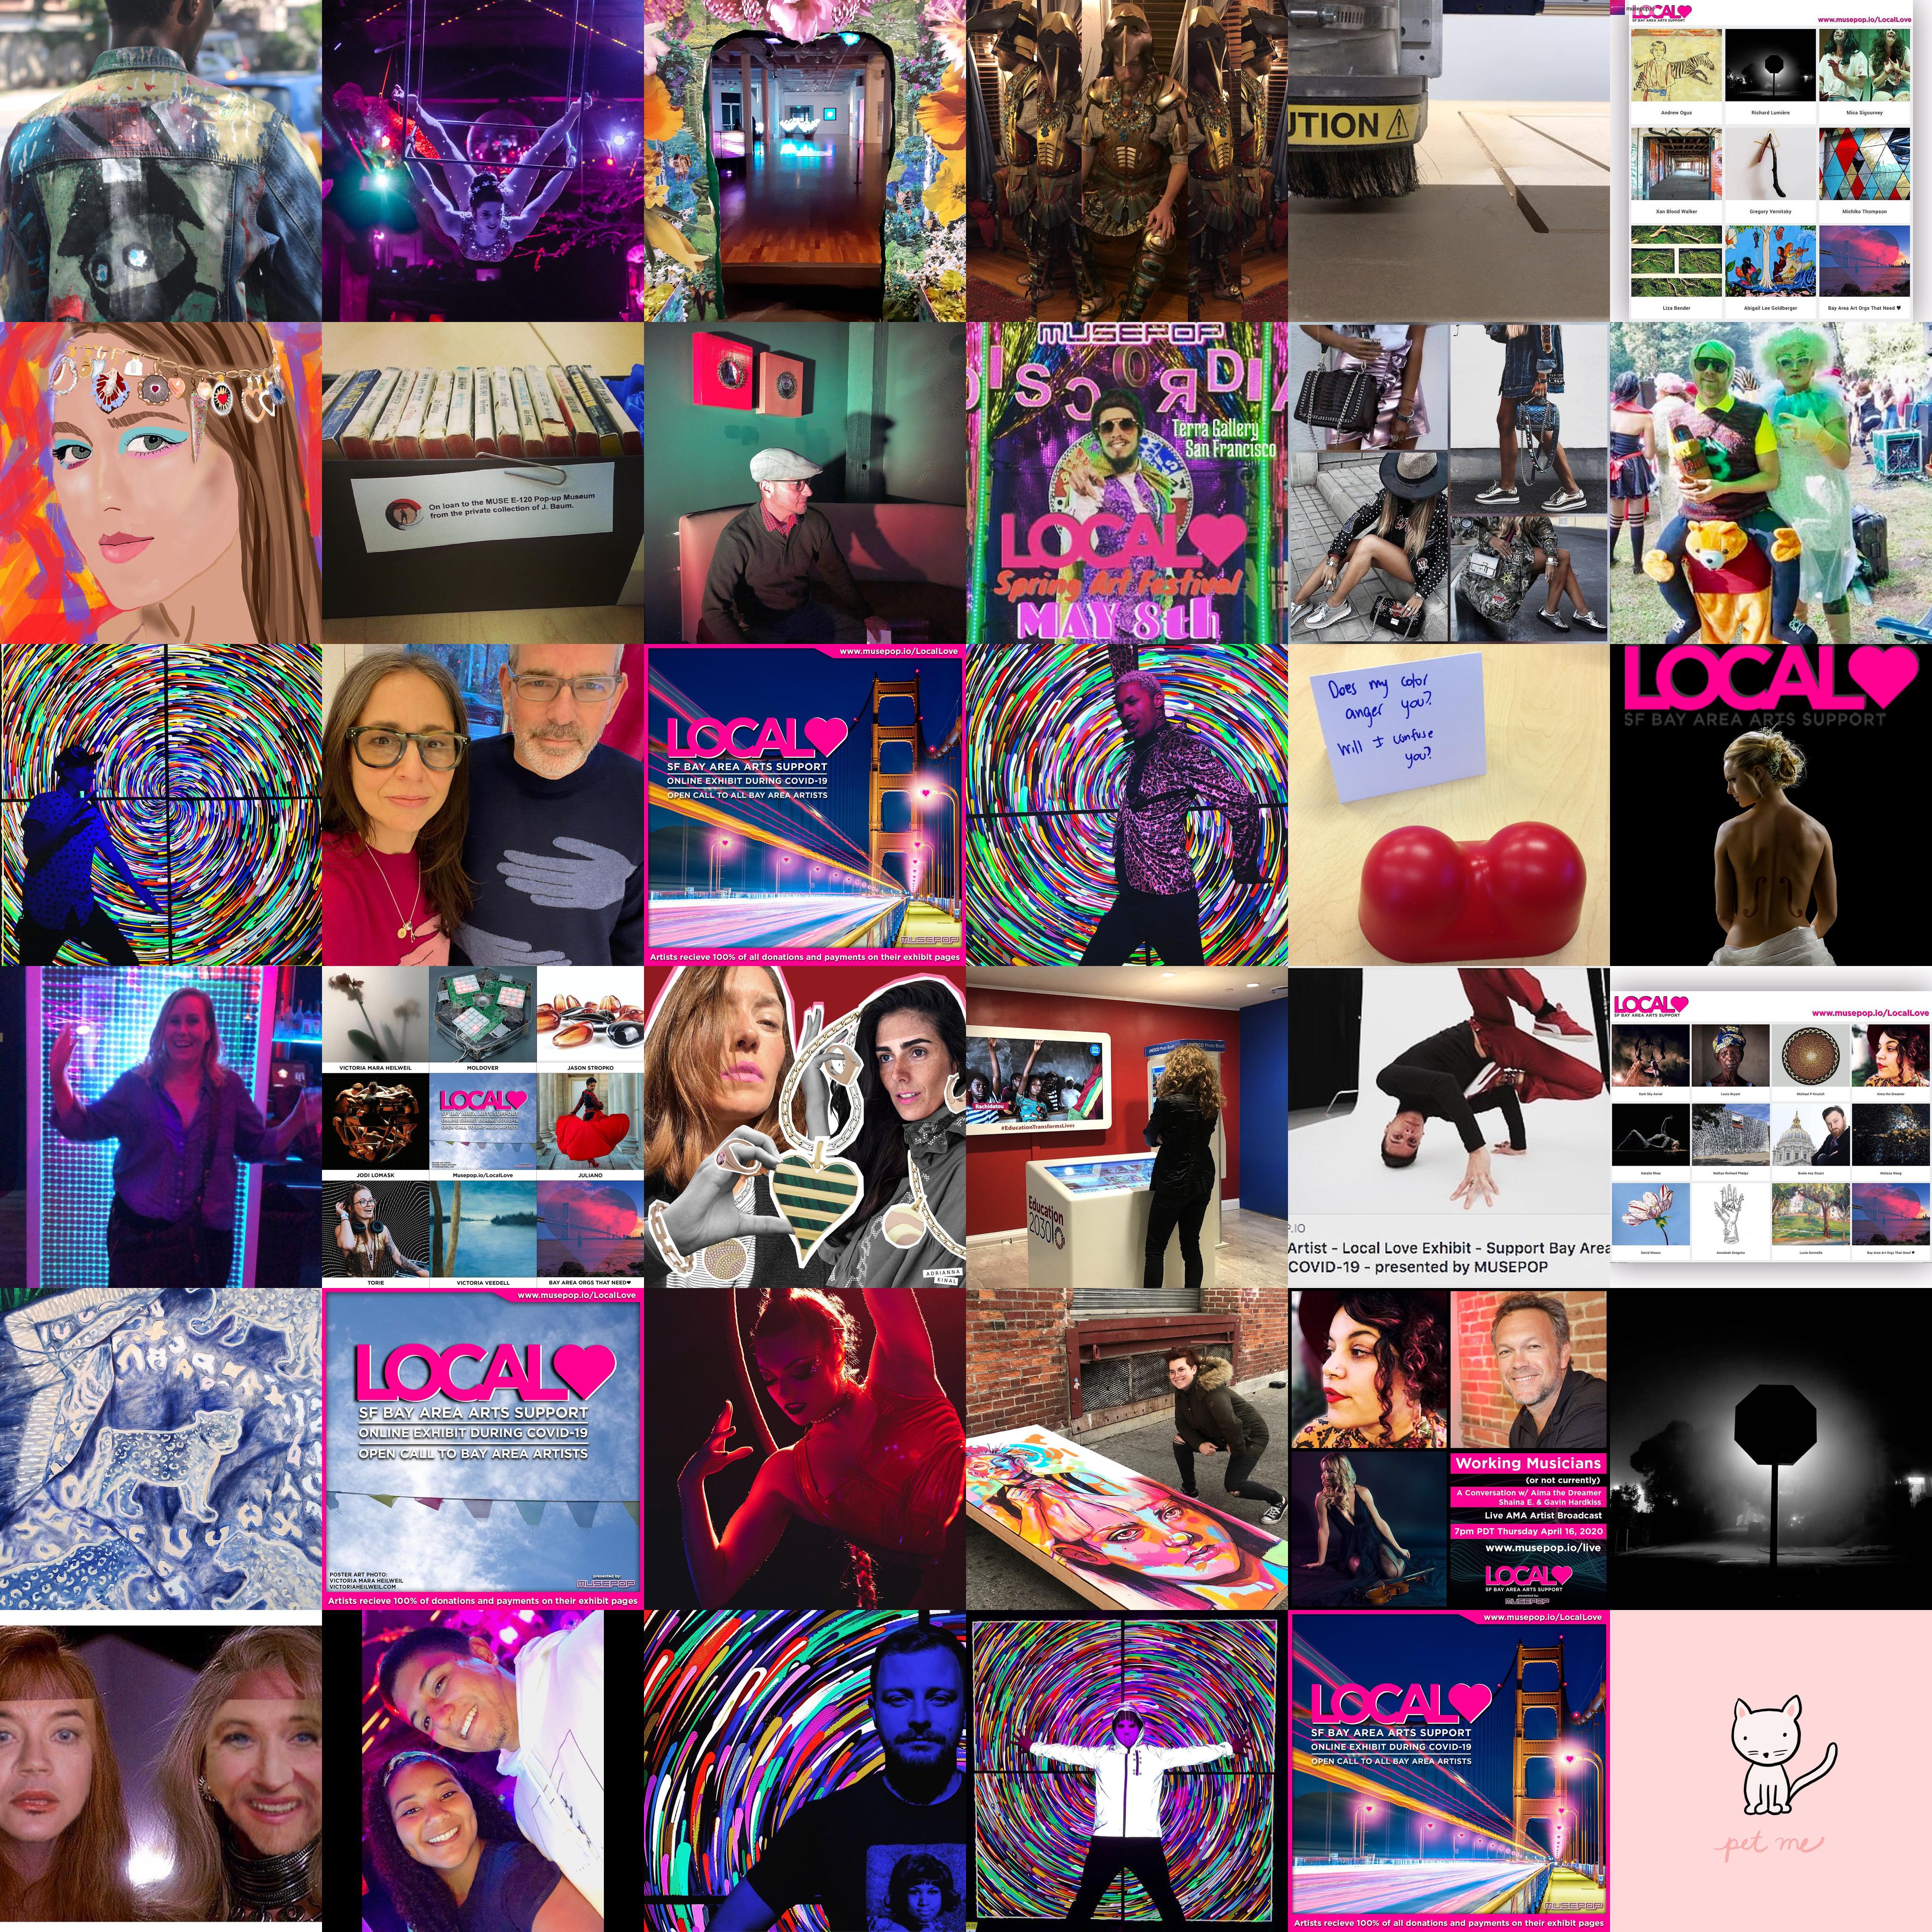 UTION
LOCAL
SF BAY AREA ARTS SUPPORT
www.musepop.io/LocalLove
Andrew Ogus
Richard Lumière
Mica Sigourney
Xan Blood Walker
Gregory Vernitsky
Michiko Thompson
Liza Bender
Abigail Lee Goldberger
Bay Area Art Orgs That Need
On loan to the MUSE E-120 Pop-up Museum
from the private collection of J. Baum.
MUSEPOP
Terra Gallery
San Francisco
LOCAL
Spring Art Festival
MAY 8th
www.musepop.io/LocalLove
LOCAL
SF BAY AREA ARTS SUPPORT
ONLINE EXHIBIT DURING COVID-19
OPEN CALL TO ALL BAY AREA ARTISTS
MUSEPOP
Artists recieve 100% of all donations and payments on their exhibit pages
Does my color
anger you?
Will I confuse
you?
LOCAL
SF BAY AREA ARTS SUPPORT
VICTORIA MARA HEILWEIL
MOLDOVER
JASON STROPKO
LOCAL
SF BAY AREA ARTS SUPPORT
ONLINE EXHIBIT DURING COVID-19
OPEN CALL TO BAY AREA ARTISTS
JODI LOMASK
Musepop.io/LocalLove
JULIANO
TORIE
VICTORIA VEEDELL
BAY AREA ORGS THAT NEED
ADRIANNA
KINAL
Rachidatou
#EducationTransformsLives
Education
2030
P.IO
Artist - Local Love Exhibit - Support Bay Area
COVID-19 - presented by MUSEPOP
LOCAL
SF BAY AREA ARTS SUPPORT
www.musepop.io/LocalLove
Aima the Dreamer
Bay Area Art Orgs That Need
www.musepop.io/LocalLove
LOCAL
SF BAY AREA ARTS SUPPORT
ONLINE EXHIBIT DURING COVID-19
OPEN CALL TO BAY AREA ARTISTS
POSTER ART PHOTO:
VICTORIA MARA HEILWEIL
VICTORIAHEILWEIL.COM
presented by:
MUSEPOP
Artists recieve 100% of donations and payments on their exhibit pages
Working Musicians
(or not currently)
A Conversation w/ Aima the Dreamer
Shaina E. & Gavin Hardkiss
Live AMA Artist Broadcast
7pm PDT Thursday April 16, 2020
www.musepop.io/live
LOCAL
SF BAY AREA ARTS SUPPORT
presented by
MUSEPOP
www.musepop.io/LocalLove
LOCAL
SF BAY AREA ARTS SUPPORT
ONLINE EXHIBIT DURING COVID-19
OPEN CALL TO ALL BAY AREA ARTISTS
MUSEPOP
Artists recieve 100% of all donations and payments on their exhibit pages
pet me